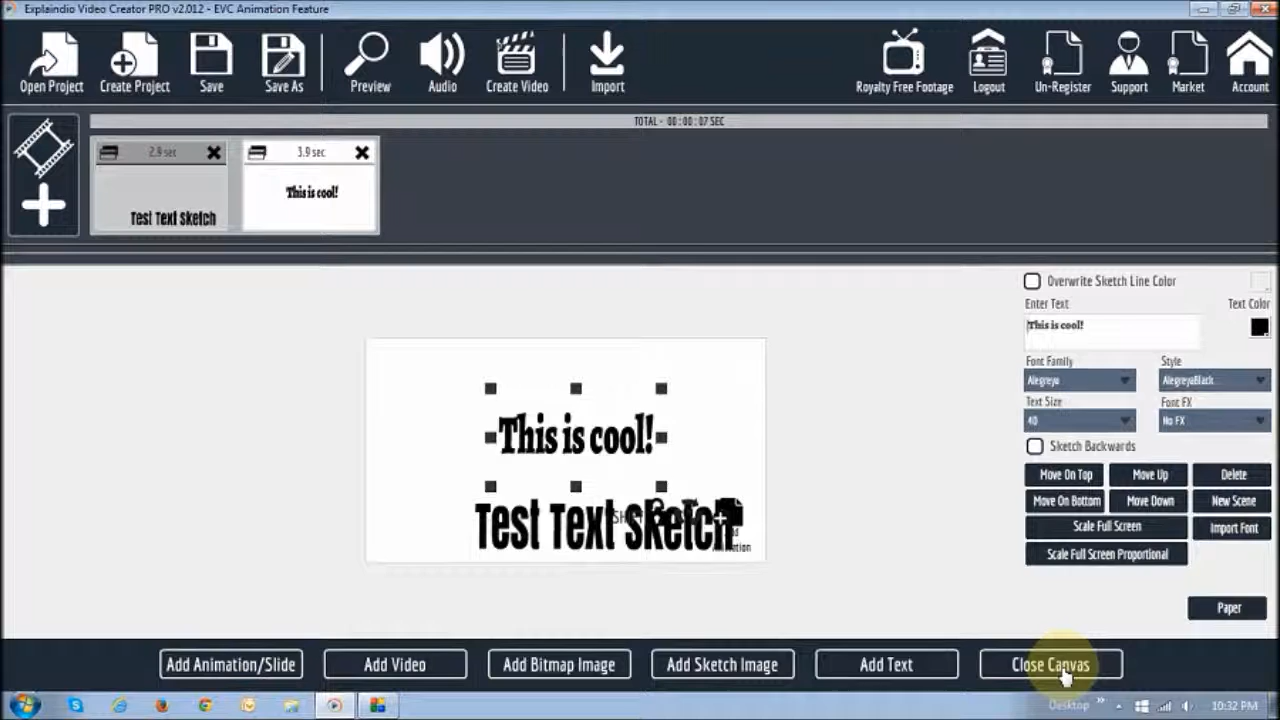 Explaindio Video Creator PRO v2.012 - EVC Animation Feature
Open Project Create Project Save Save As Preview Audio Create Video Import Royalty Free Footage Logout Un-Register Support Market Account
TOTAL - 00:00:07 SEC
2.9 sec 3.9 sec
This is cool!
Test Text Sketch
Overwrite Sketch Line Color
Enter Text Text Color
This is cool!
Font Family Style
Alegreya AlegreyaBlack
Text Size Font FX
40 No FX
Sketch Backwards
Move On Top Move Up Delete
Move On Bottom Move Down New Scene
Scale Full Screen Import Font
Scale Full Screen Proportional
Paper
This is cool!
Test Text Sketch
Add Animation/Slide Add Video Add Bitmap Image Add Sketch Image Add Text Close Canvas
Desktop 10:32 PM